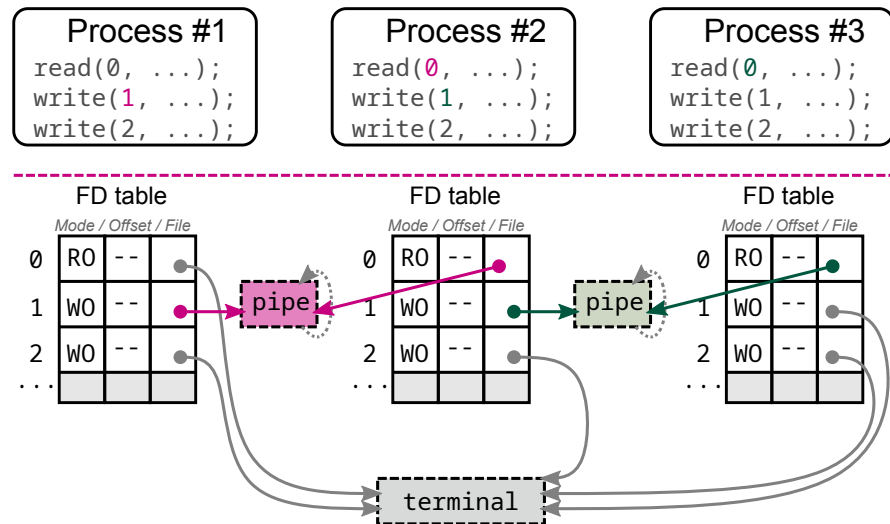 Process #1
read(0, ...);
write(1, ...);
write(2, ...);
Process #2
read(0, ...);
write(1, ...);
write(2, ...);
Process #3
read(0, ...);
write(1, ...);
write(2, ...);
FD table
Mode / Offset / File
0 RO --
1 WO --
2 WO --
...
pipe
FD table
Mode / Offset / File
0 RO --
1 WO --
2 WO --
...
pipe
FD table
Mode / Offset / File
0 RO --
1 WO --
2 WO --
...
terminal